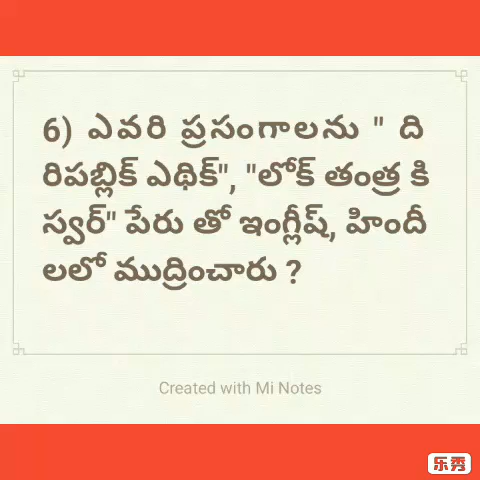 6) ఎవరి ప్రసంగాలను " ది
రిపబ్లిక్ ఎథిక్", "లోక్ తంత్ర కి
స్వర్" పేరు తో ఇంగ్లీష్, హిందీ
లలో ముద్రించారు ?
Created with Mi Notes
乐秀